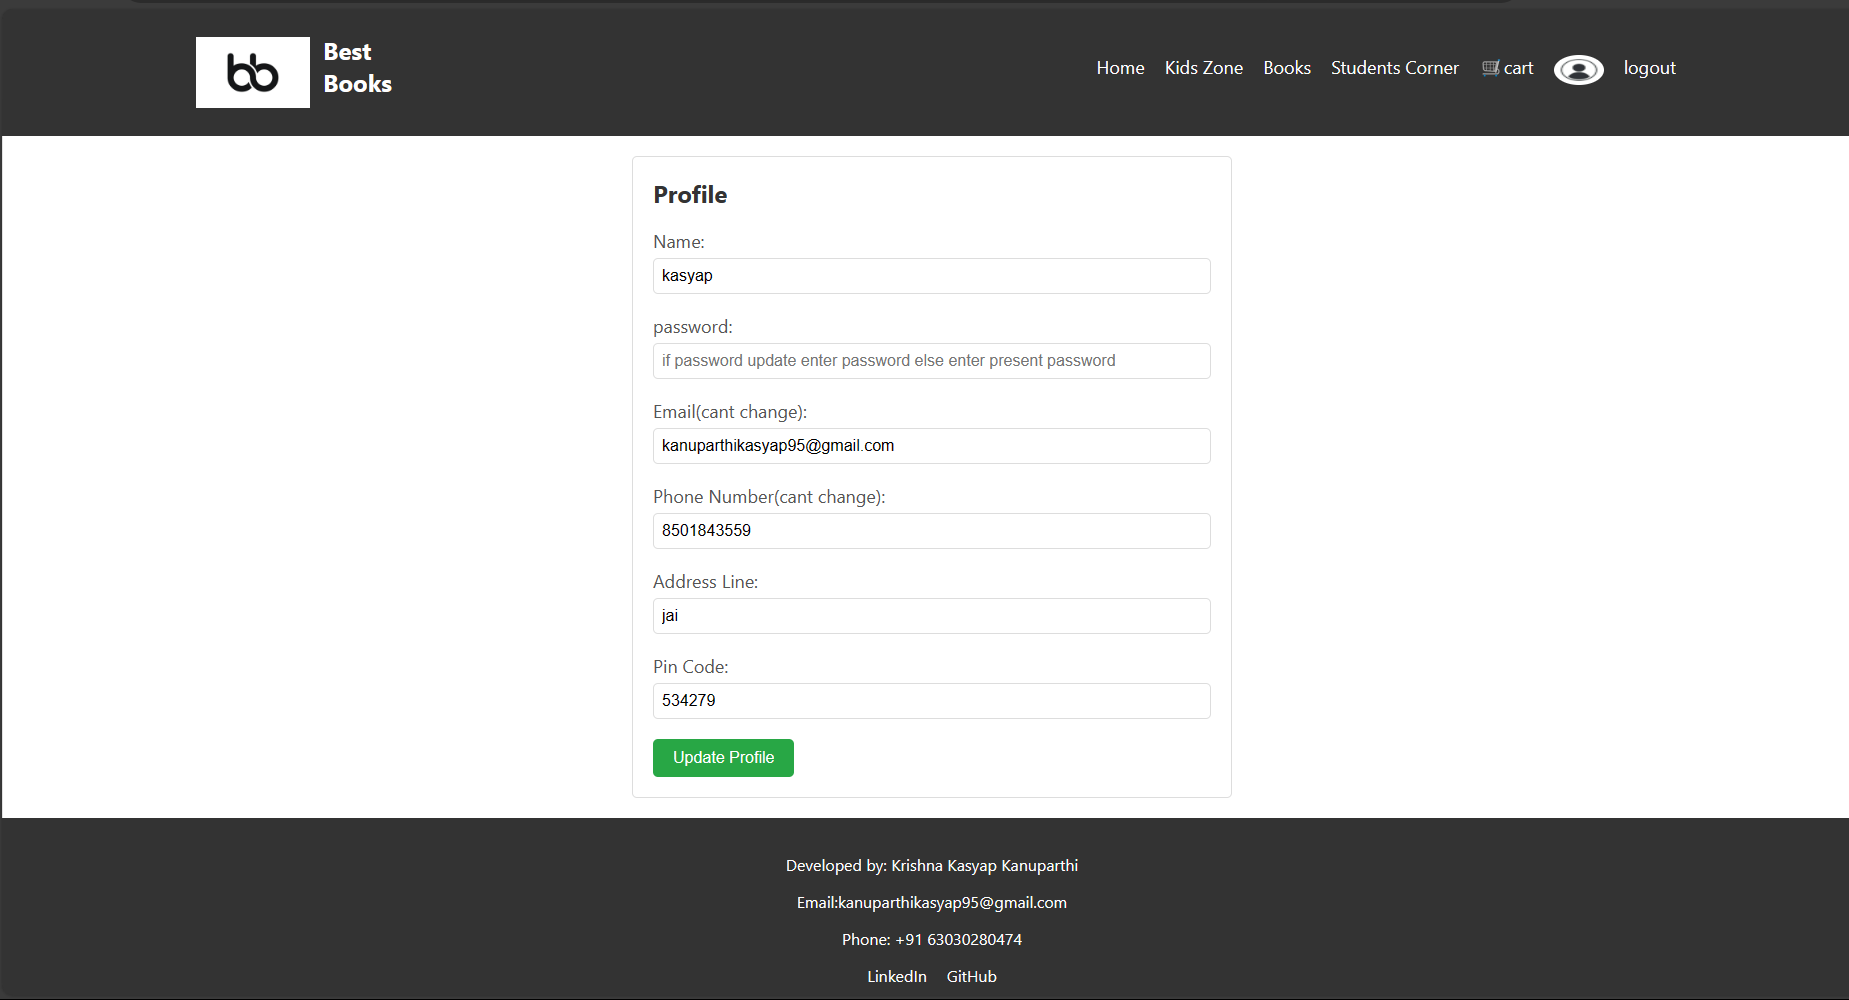 bb
Best
Books
Home Kids Zone Books Students Corner cart logout
Profile
Name:
kasyap
password:
if password update enter password else enter present password
Email(cant change):
kanuparthikasyap95@gmail.com
Phone Number(cant change):
8501843559
Address Line:
jai
Pin Code:
534279
Update Profile
Developed by: Krishna Kasyap Kanuparthi
Email:kanuparthikasyap95@gmail.com
Phone: +91 63030280474
LinkedIn GitHub